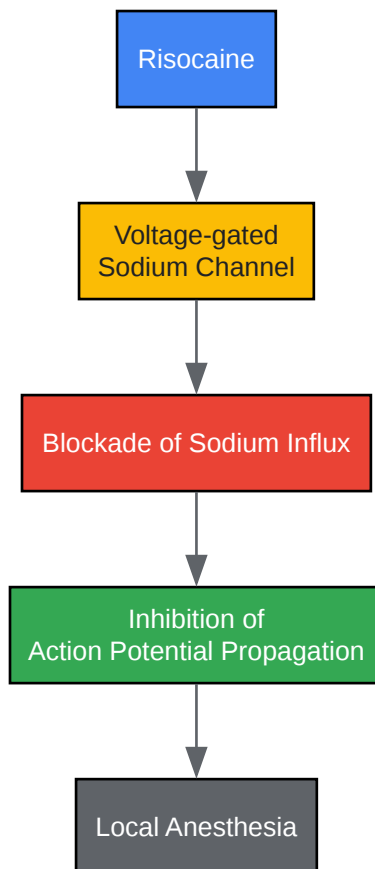 Risocaine
Voltage-gated
Sodium Channel
Blockade of Sodium Influx
Inhibition of
Action Potential Propagation
Local Anesthesia